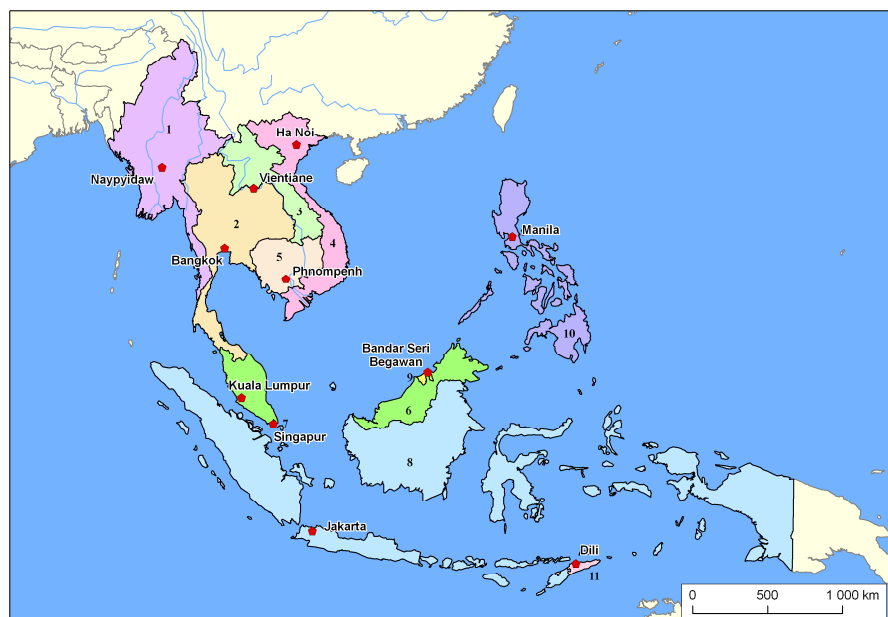 1
Ha Noi
Naypyidaw
Vientiane
2
3
4
Bangkok
5
Phnompenh
Manila
10
Bandar Seri
Begawan
9
Kuala Lumpur
6
7
Singapur
8
Jakarta
Dili
11
0 500 1 000 km